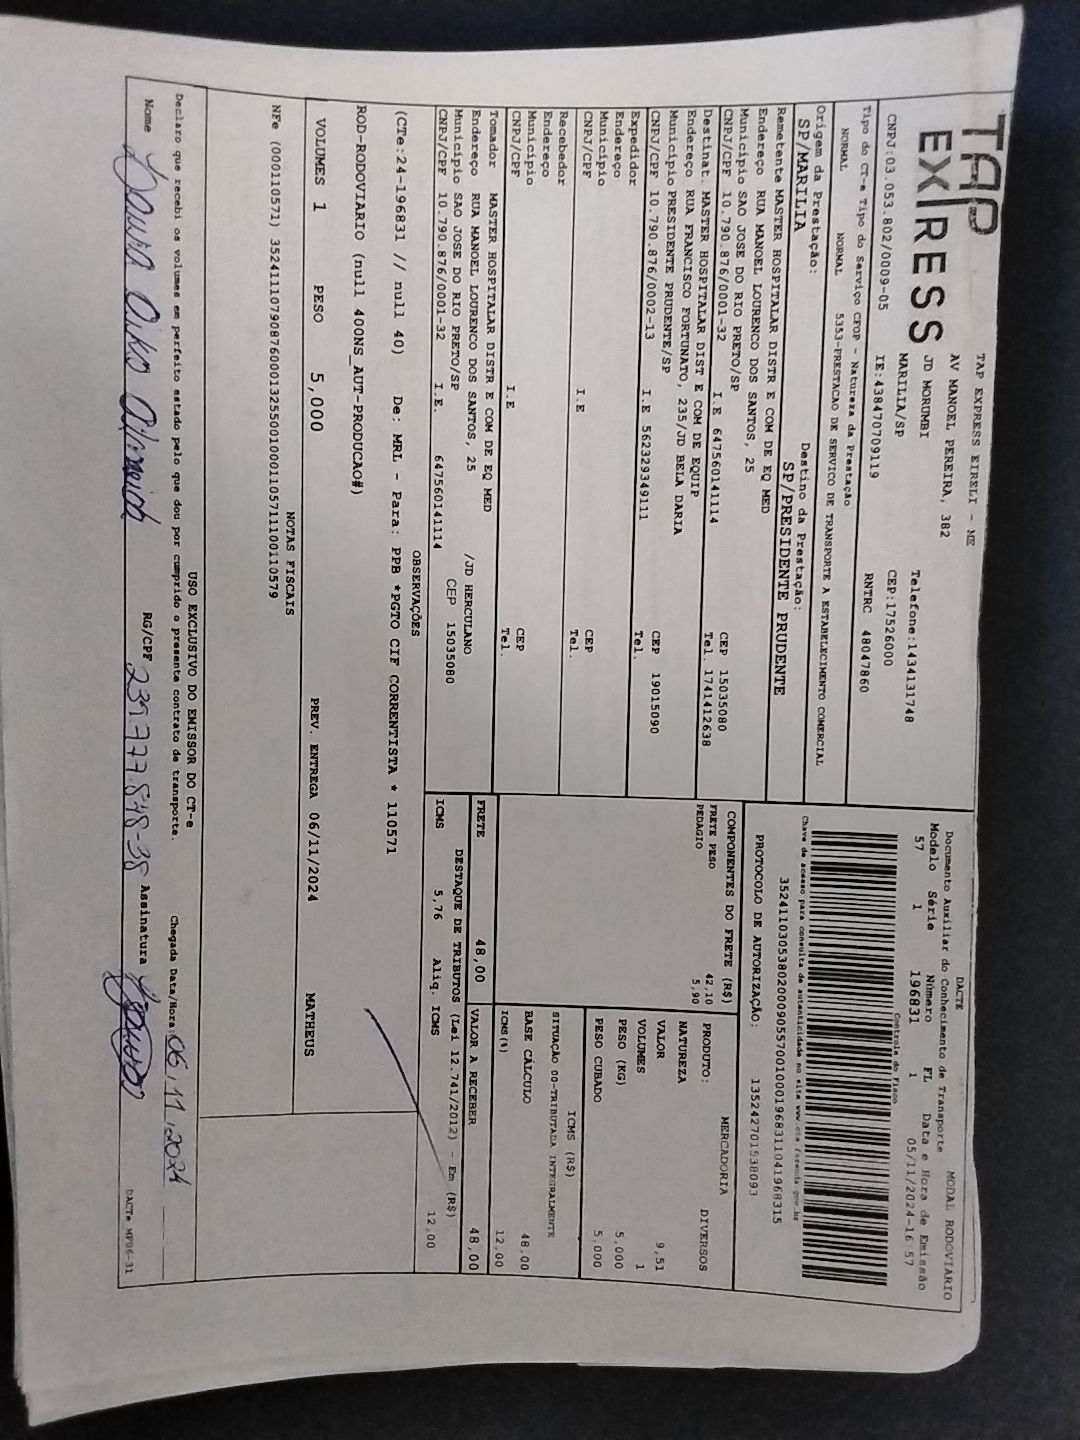 TAP
EXPRESS
TAP EXPRESS EIRELI - ME
AV MANOEL PEREIRA, 382
JD MORUMBI
MARILIA/SP
Telefone:1434131748
CEP:17526000
CNPJ:03.053.802/0009-05 IE:438470709119 RNTRC 48047860
Tipo do CT-e Tipo do Serviço CFOP - Natureza da Prestação
NORMAL NORMAL 5353-PRESTACAO DE SERVICO DE TRANSPORTE A ESTABELECIMENTO COMERCIAL
Origem da Prestação: Destino da Prestação:
SP/MARILIA SP/PRESIDENTE PRUDENTE
Remetente MASTER HOSPITALAR DISTR E COM DE EQ MED
Endereço RUA MANOEL LOURENCO DOS SANTOS, 25
Município SAO JOSE DO RIO PRETO/SP CEP 15035080
CNPJ/CPF 10.790.876/0001-32 I.E 647560141114 Tel. 1741412638
Destinat. MASTER HOSPITALAR DIST E COM DE EQUIP
Endereço RUA FRANCISCO FORTUNATO, 235/JD BELA DARIA
Município PRESIDENTE PRUDENTE/SP CEP 19015090
CNPJ/CPF 10.790.876/0002-13 I.E 562329349111 Tel.
Expedidor
Endereço
Município CEP
CNPJ/CPF I.E Tel.
Recebedor
Endereço
Município CEP
CNPJ/CPF I.E Tel.
Tomador MASTER HOSPITALAR DISTR E COM DE EQ MED
Endereço RUA MANOEL LOURENCO DOS SANTOS, 25 /JD HERCULANO
Município SAO JOSE DO RIO PRETO/SP CEP 15035080
CNPJ/CPF 10.790.876/0001-32 I.E. 647560141114
DACTE MODAL RODOVIÁRIO
Documento Auxiliar do Conhecimento de Transporte
Modelo Série Número FL Data e Hora de Emissão
57 1 196831 1 05/11/2024-16 57
Controle do Fisco
Chave de acesso para consulta de autenticidade no site www.cte.fazenda.gov.br
35241103053802000905570010001968311041968315
PROTOCOLO DE AUTORIZAÇÃO: 135242701538093
COMPONENTES DO FRETE (R$)
FRETE PESO 42,10
PEDAGIO 5,90
PRODUTO: MERCADORIA
NATUREZA DIVERSOS
VALOR 9,51
VOLUMES 1
PESO (KG) 5,000
PESO CUBADO 5,000
ICMS (R$)
SITUAÇÃO 00-TRIBUTADA INTEGRALMENTE
BASE CÁLCULO 48,00
ICMS(%) 12,00
FRETE 48,00 VALOR A RECEBER 48,00
DESTAQUE DE TRIBUTOS (Lei 12.741/2012) - Em (R$)
ICMS 5,76 Aliq. ICMS 12,00
OBSERVAÇÕES
(CTe:24-196831 // null 40) De: MRL - Para: PPB *PGTO CIF CORRENTISTA * 110571
ROD-RODOVIARIO (null 400NS_AUT-PRODUCAO#)
VOLUMES 1 PESO 5,000 PREV. ENTREGA 06/11/2024 MATHEUS
NOTAS FISCAIS
NFe (000110571) 35241110790876000132550010001105711100110579
USO EXCLUSIVO DO EMISSOR DO CT-e
Declaro que recebi os volumes em perfeito estado pelo que dou por cumprido o presente contrato de transporte. Chegada Data/Hora: 06,11,2024
Nome RG/CPF Assinatura
DACTe MF06-31